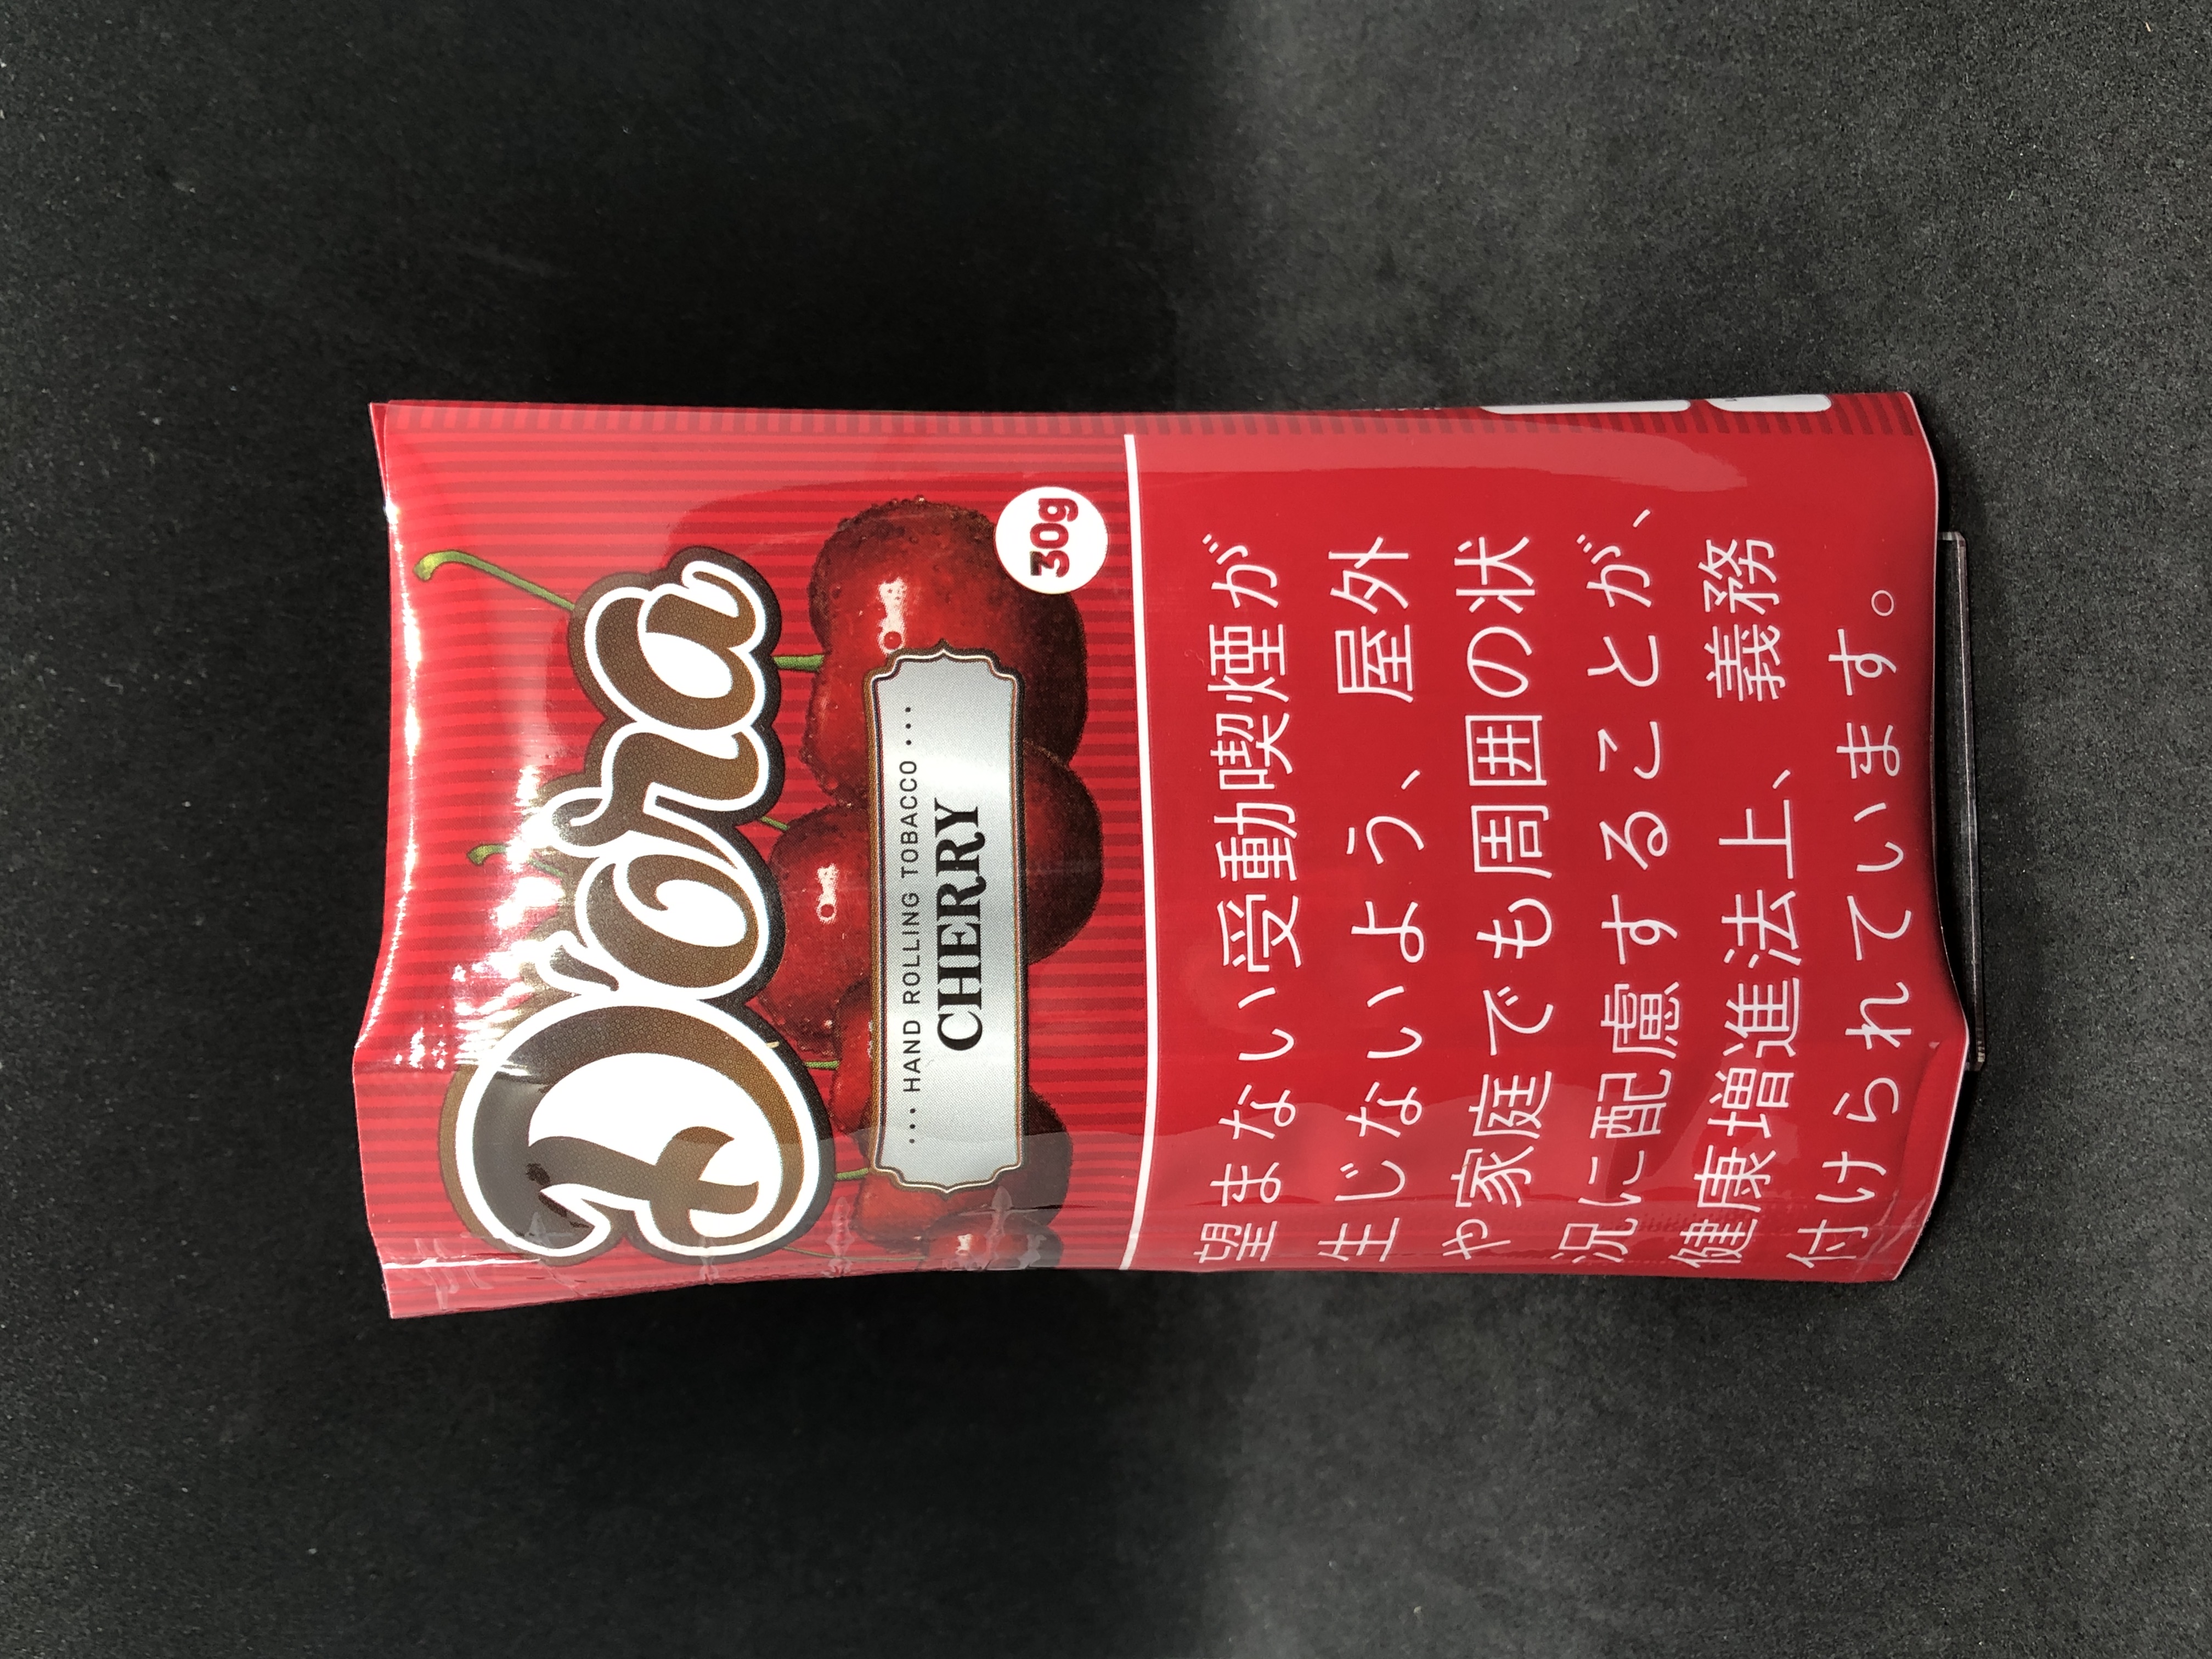 D'ora
HAND ROLLING TOBACCO
CHERRY
30g
望まない受動喫煙が
生じないよう、屋外
や家庭でも周囲の状
況に配慮することが、
健康増進法上、義務
付けられています。